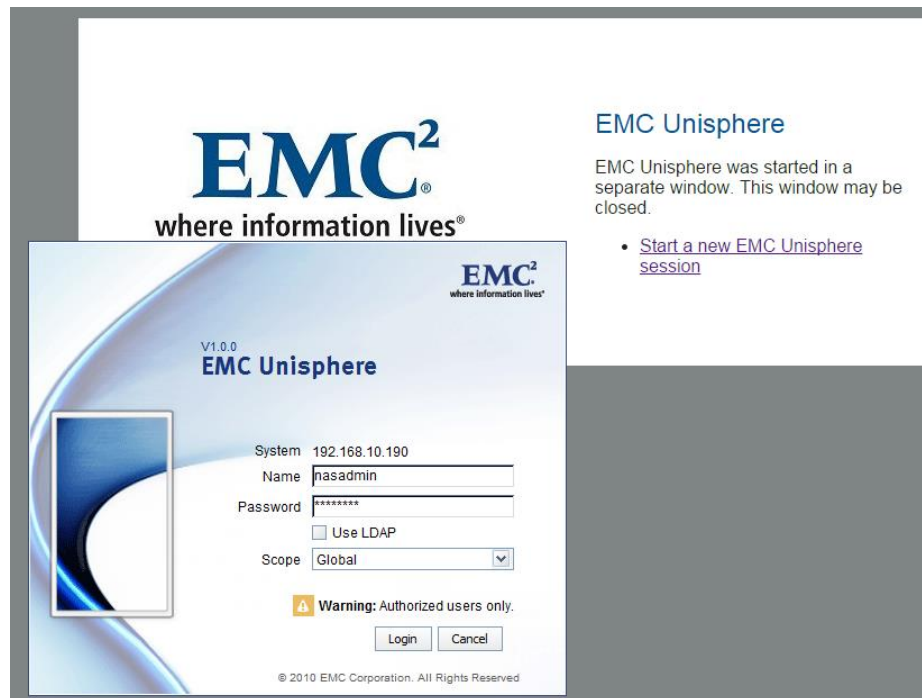 EMC²®
where information lives®
EMC Unisphere
EMC Unisphere was started in a
separate window. This window may be
closed.
• Start a new EMC Unisphere
session
EMC²
where information lives®
V1.0.0
EMC Unisphere
System 192.168.10.190
Name nasadmin
Password ********
Use LDAP
Scope Global
Warning: Authorized users only.
Login Cancel
© 2010 EMC Corporation. All Rights Reserved